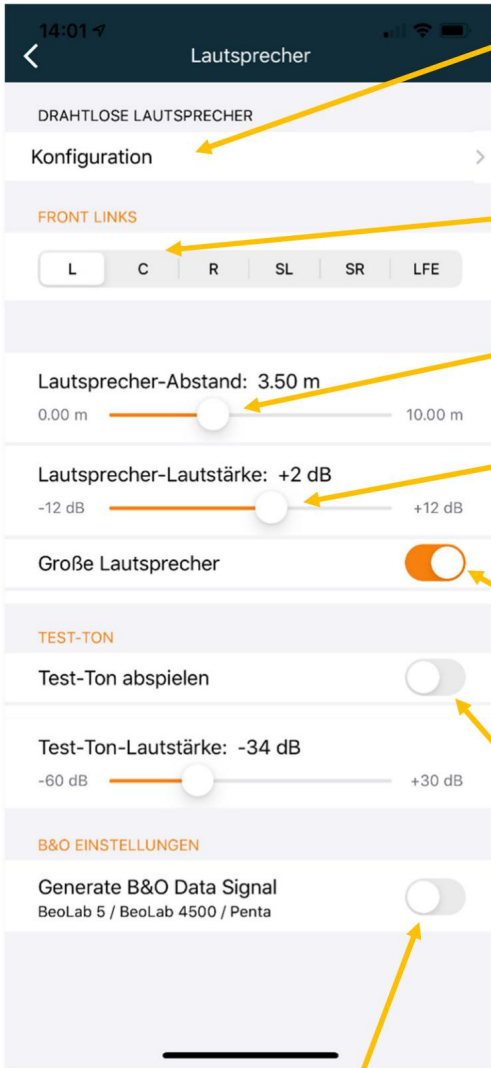 14:01
Lautsprecher
DRAHTLOSE LAUTSPRECHER
Konfiguration
FRONT LINKS
L C R SL SR LFE
Lautsprecher-Abstand: 3.50 m
0.00 m 10.00 m
Lautsprecher-Lautstärke: +2 dB
-12 dB +12 dB
Große Lautsprecher
TEST-TON
Test-Ton abspielen
Test-Ton-Lautstärke: -34 dB
-60 dB +30 dB
B&O EINSTELLUNGEN
Generate B&O Data Signal
BeoLab 5 / BeoLab 4500 / Penta